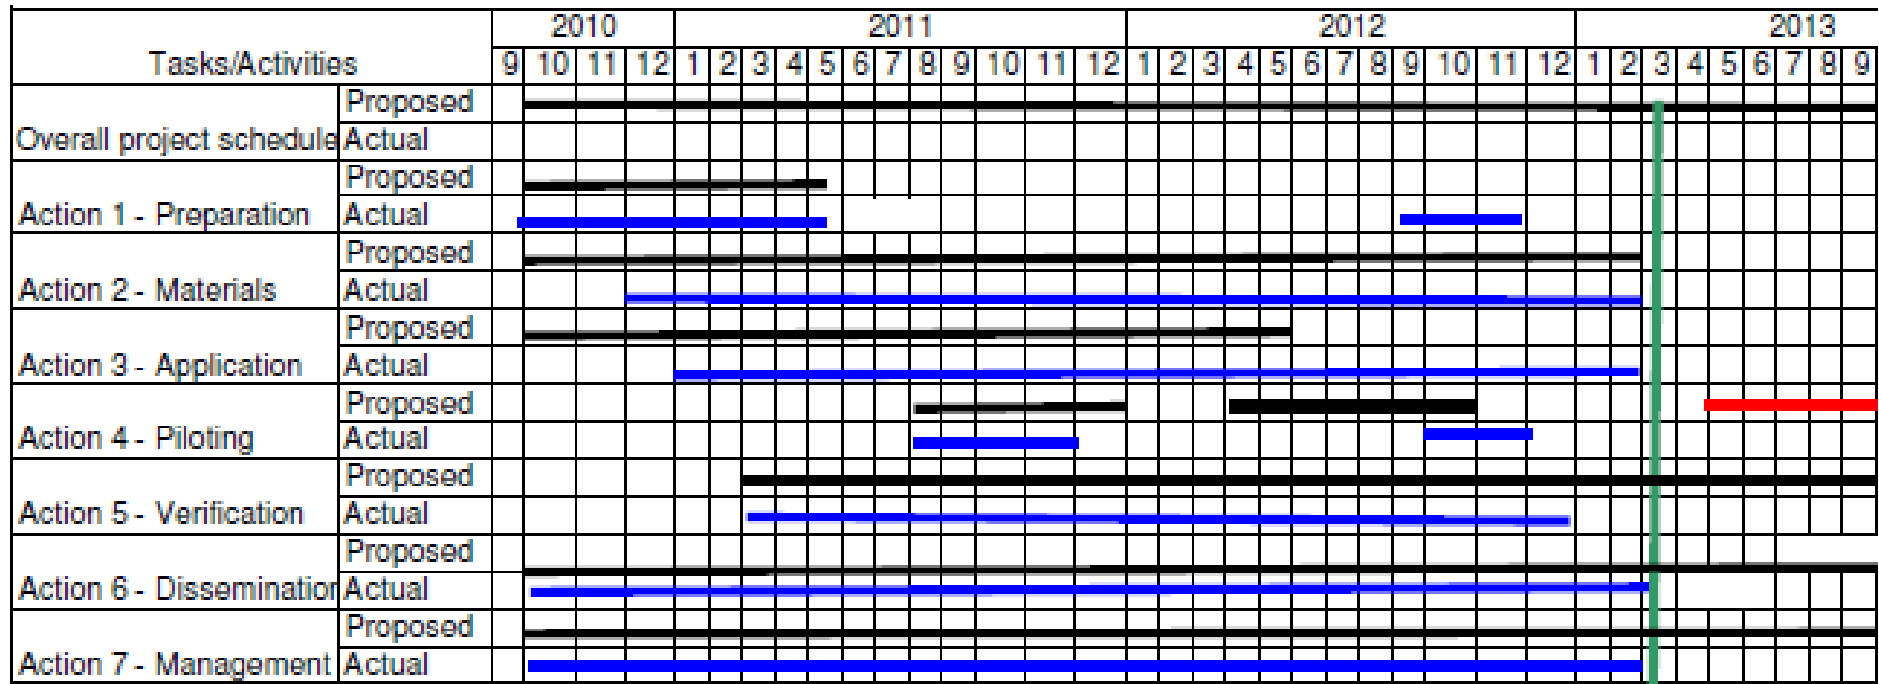 2010 2011 2012 2013
Tasks/Activities 9 10 11 12 1 2 3 4 5 6 7 8 9 10 11 12 1 2 3 4 5 6 7 8 9 10 11 12 1 2 3 4 5 6 7 8 9
Proposed
Overall project schedule Actual
Proposed
Action 1 - Preparation Actual
Proposed
Action 2 - Materials Actual
Proposed
Action 3 - Application Actual
Proposed
Action 4 - Piloting Actual
Proposed
Action 5 - Verification Actual
Proposed
Action 6 - Dissemination Actual
Proposed
Action 7 - Management Actual